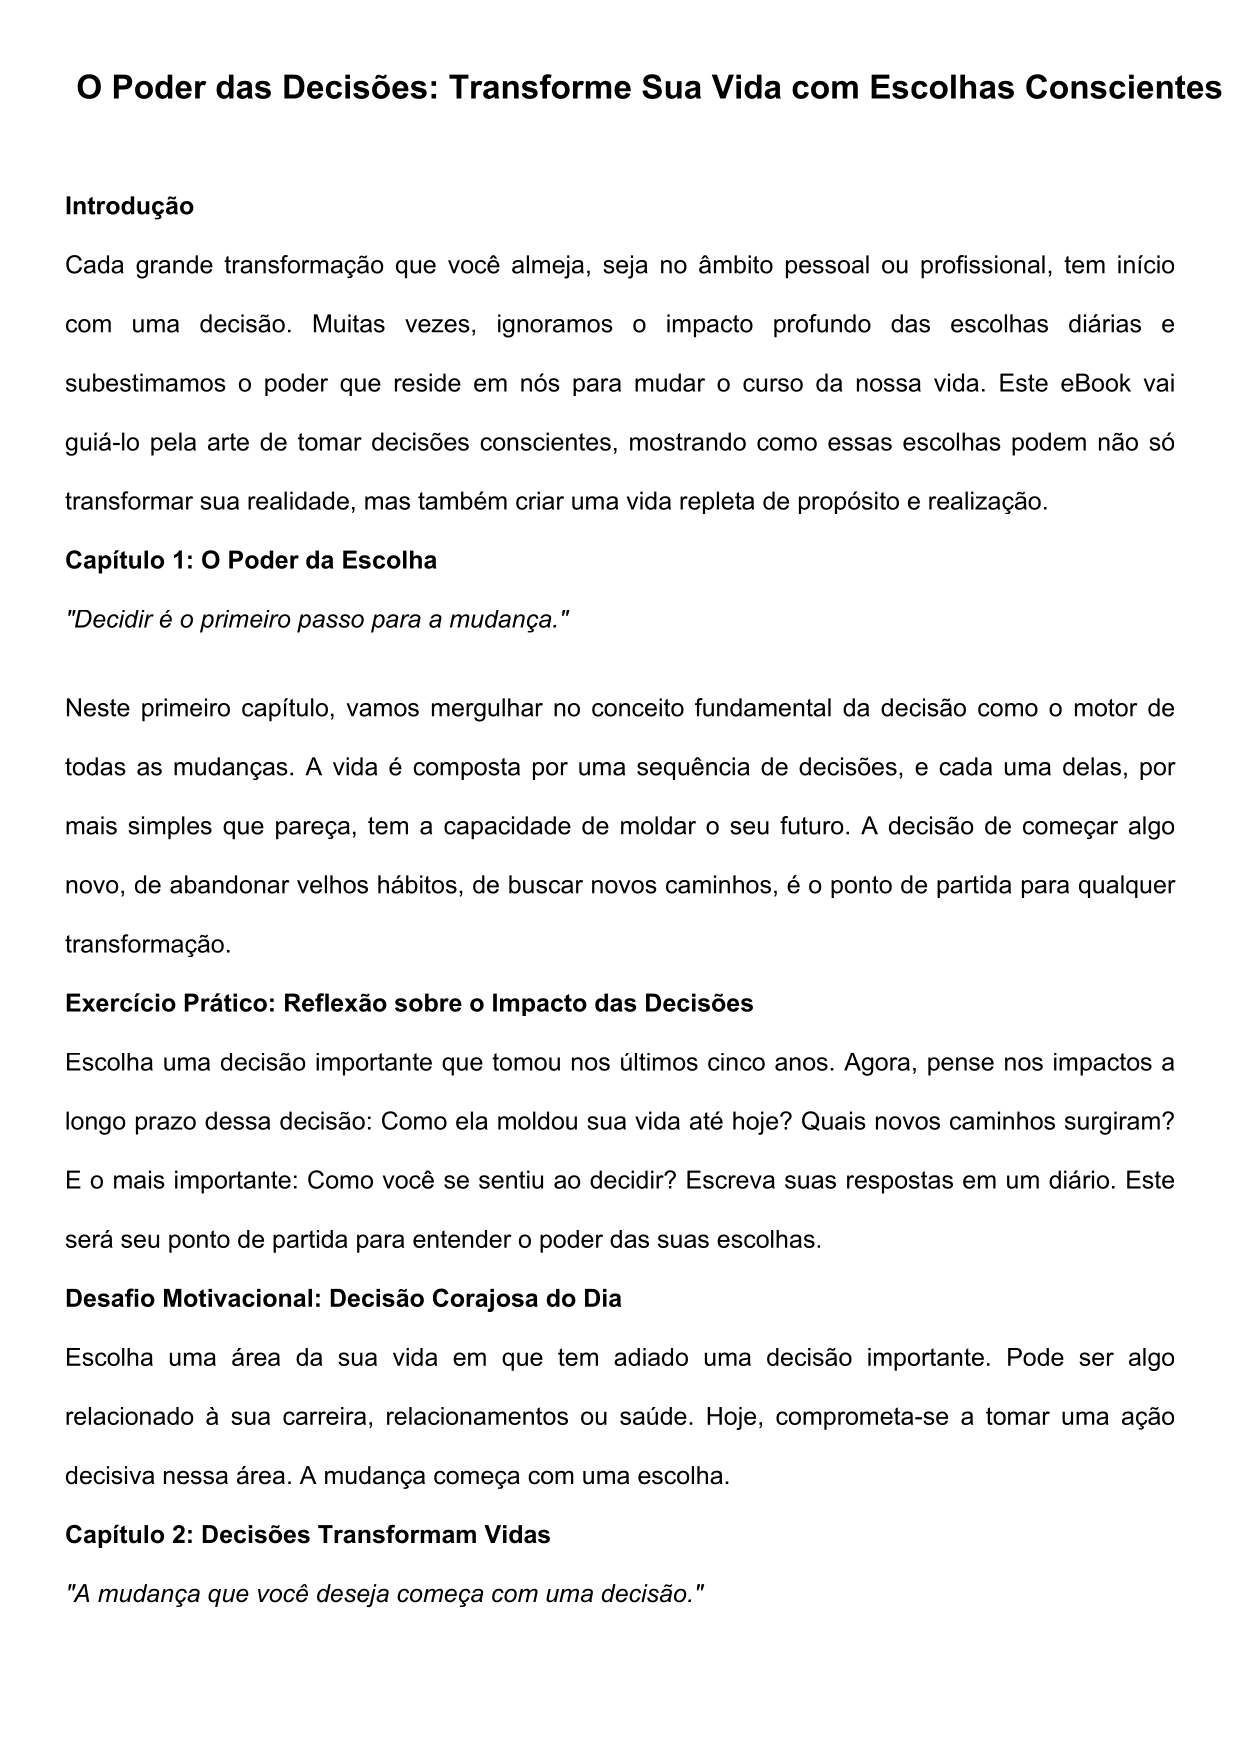 O Poder das Decisões: Transforme Sua Vida com Escolhas Conscientes
Introdução
Cada grande transformação que você almeja, seja no âmbito pessoal ou profissional, tem início
com uma decisão. Muitas vezes, ignoramos o impacto profundo das escolhas diárias e
subestimamos o poder que reside em nós para mudar o curso da nossa vida. Este eBook vai
guiá-lo pela arte de tomar decisões conscientes, mostrando como essas escolhas podem não só
transformar sua realidade, mas também criar uma vida repleta de propósito e realização.
Capítulo 1: O Poder da Escolha
"Decidir é o primeiro passo para a mudança."
Neste primeiro capítulo, vamos mergulhar no conceito fundamental da decisão como o motor de
todas as mudanças. A vida é composta por uma sequência de decisões, e cada uma delas, por
mais simples que pareça, tem a capacidade de moldar o seu futuro. A decisão de começar algo
novo, de abandonar velhos hábitos, de buscar novos caminhos, é o ponto de partida para qualquer
transformação.
Exercício Prático: Reflexão sobre o Impacto das Decisões
Escolha uma decisão importante que tomou nos últimos cinco anos. Agora, pense nos impactos a
longo prazo dessa decisão: Como ela moldou sua vida até hoje? Quais novos caminhos surgiram?
E o mais importante: Como você se sentiu ao decidir? Escreva suas respostas em um diário. Este
será seu ponto de partida para entender o poder das suas escolhas.
Desafio Motivacional: Decisão Corajosa do Dia
Escolha uma área da sua vida em que tem adiado uma decisão importante. Pode ser algo
relacionado à sua carreira, relacionamentos ou saúde. Hoje, comprometa-se a tomar uma ação
decisiva nessa área. A mudança começa com uma escolha.
Capítulo 2: Decisões Transformam Vidas
"A mudança que você deseja começa com uma decisão."